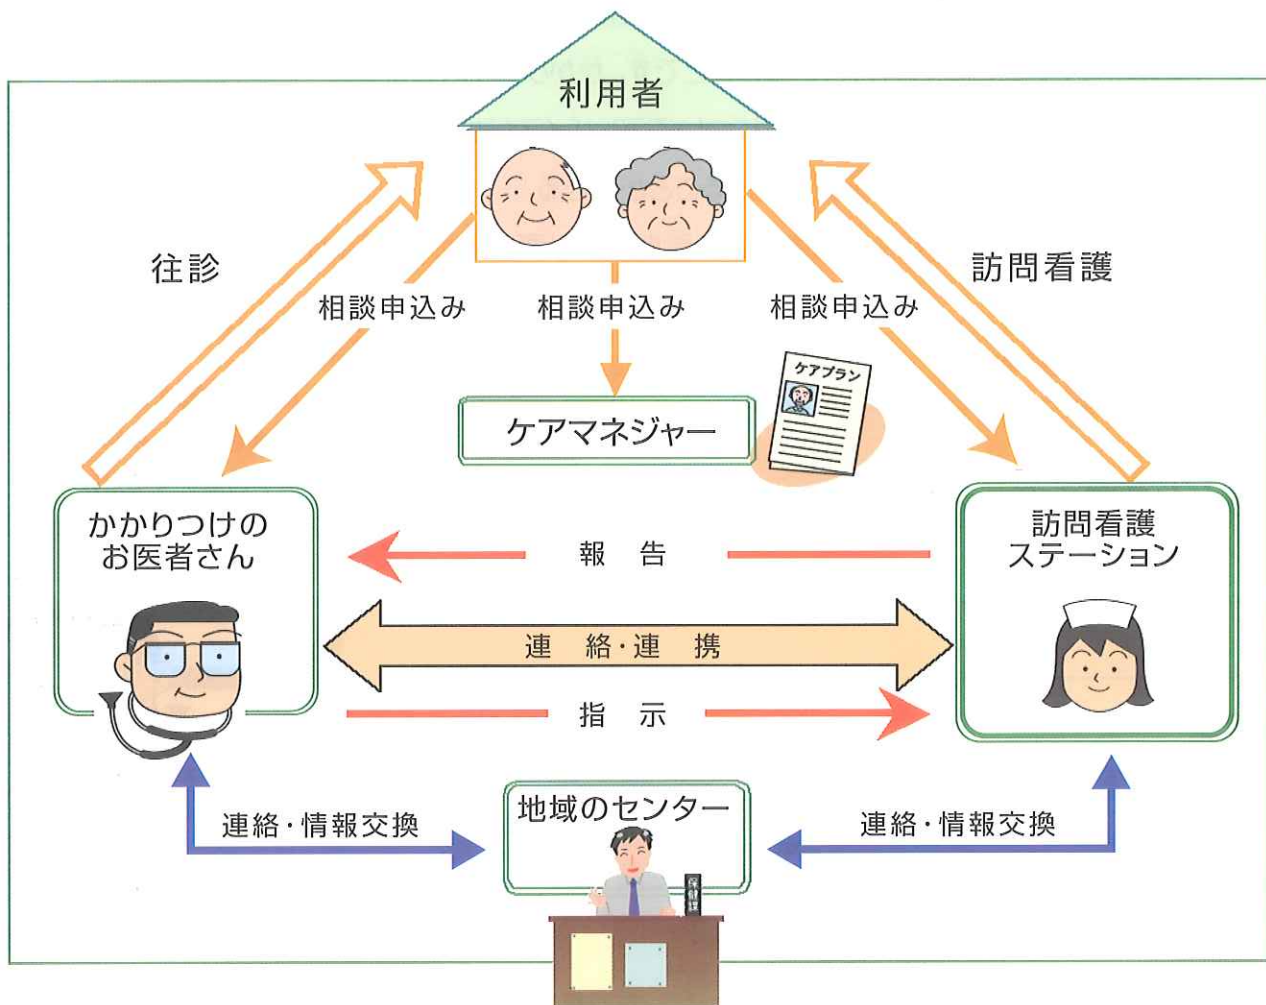 利用者
往診
訪問看護
相談申込み
相談申込み
相談申込み
ケアプラン
ケアマネジャー
かかりつけの
お医者さん
訪問看護
ステーション
報告
連絡・連携
指示
地域のセンター
連絡・情報交換
連絡・情報交換
保健課